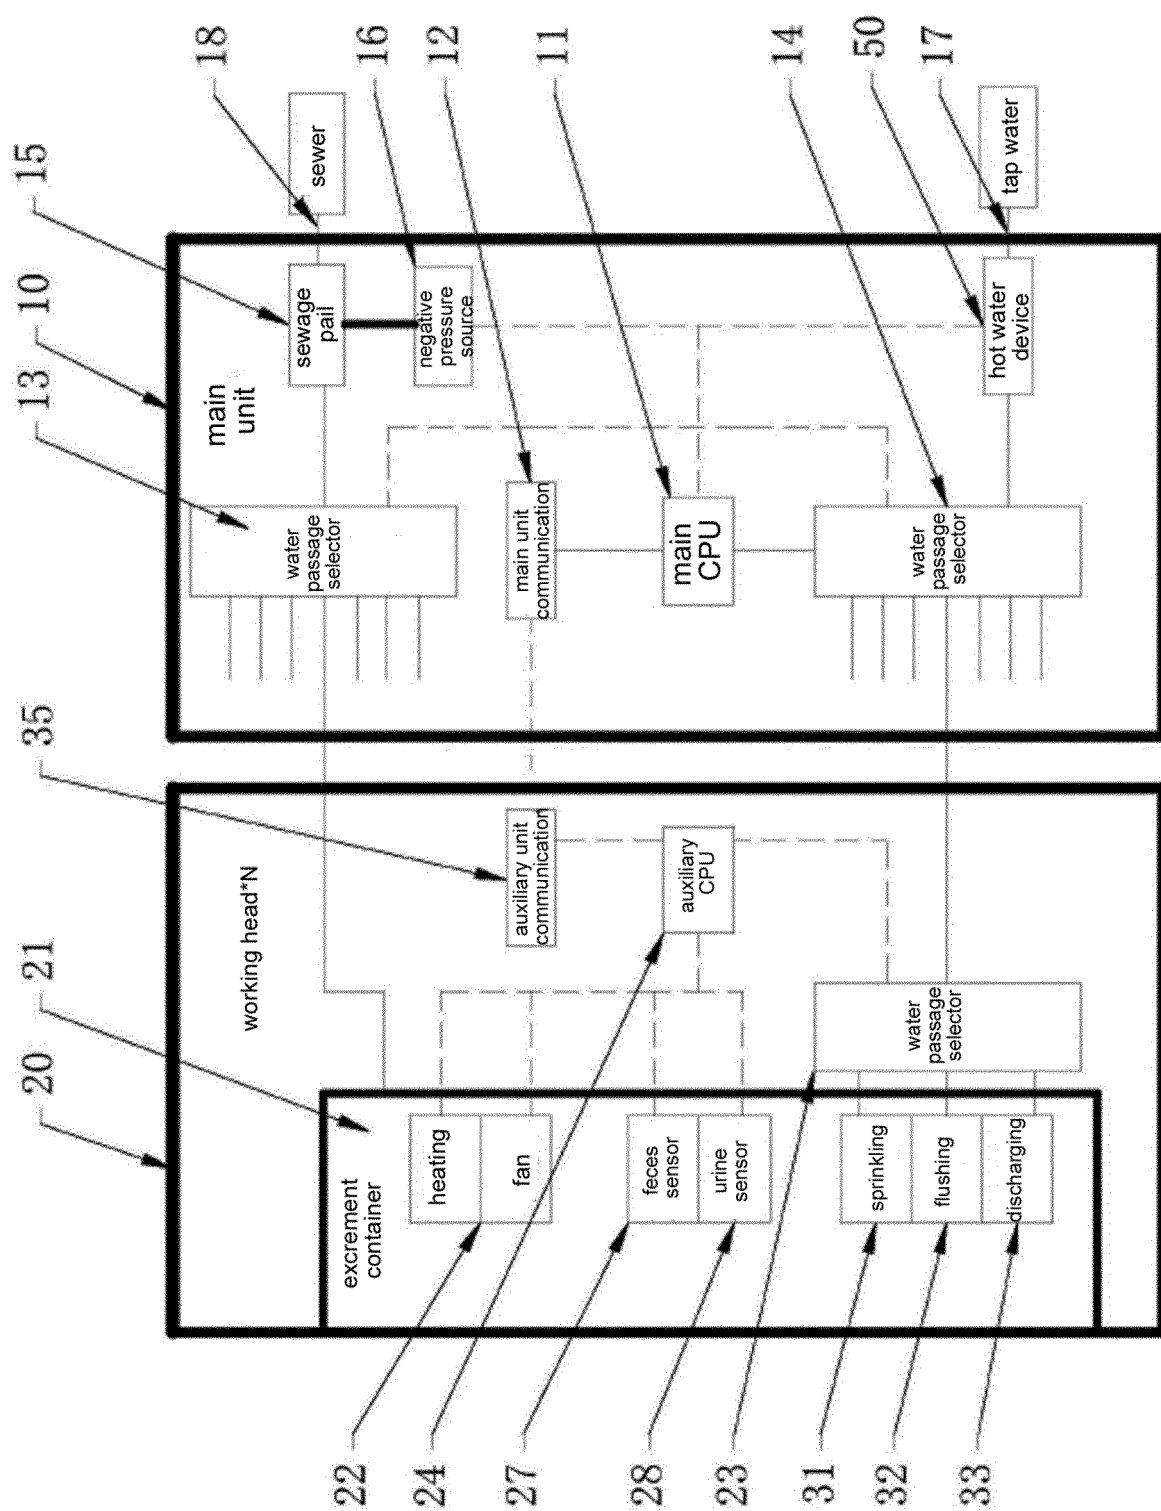 20
21
35
13
10
15
18
working head*N
main
unit
sewage
pail
sewer
water
passage
selector
excrement
container
22
heating
fan
16
negative
pressure
source
24
12
auxiliary unit
communication
main unit
communication
27
11
feces
sensor
urine
sensor
auxiliary
CPU
main
CPU
28
23
14
31
sprinkling
flushing
discharging
water
passage
selector
water
passage
selector
50
32
hot water
device
17
tap water
33